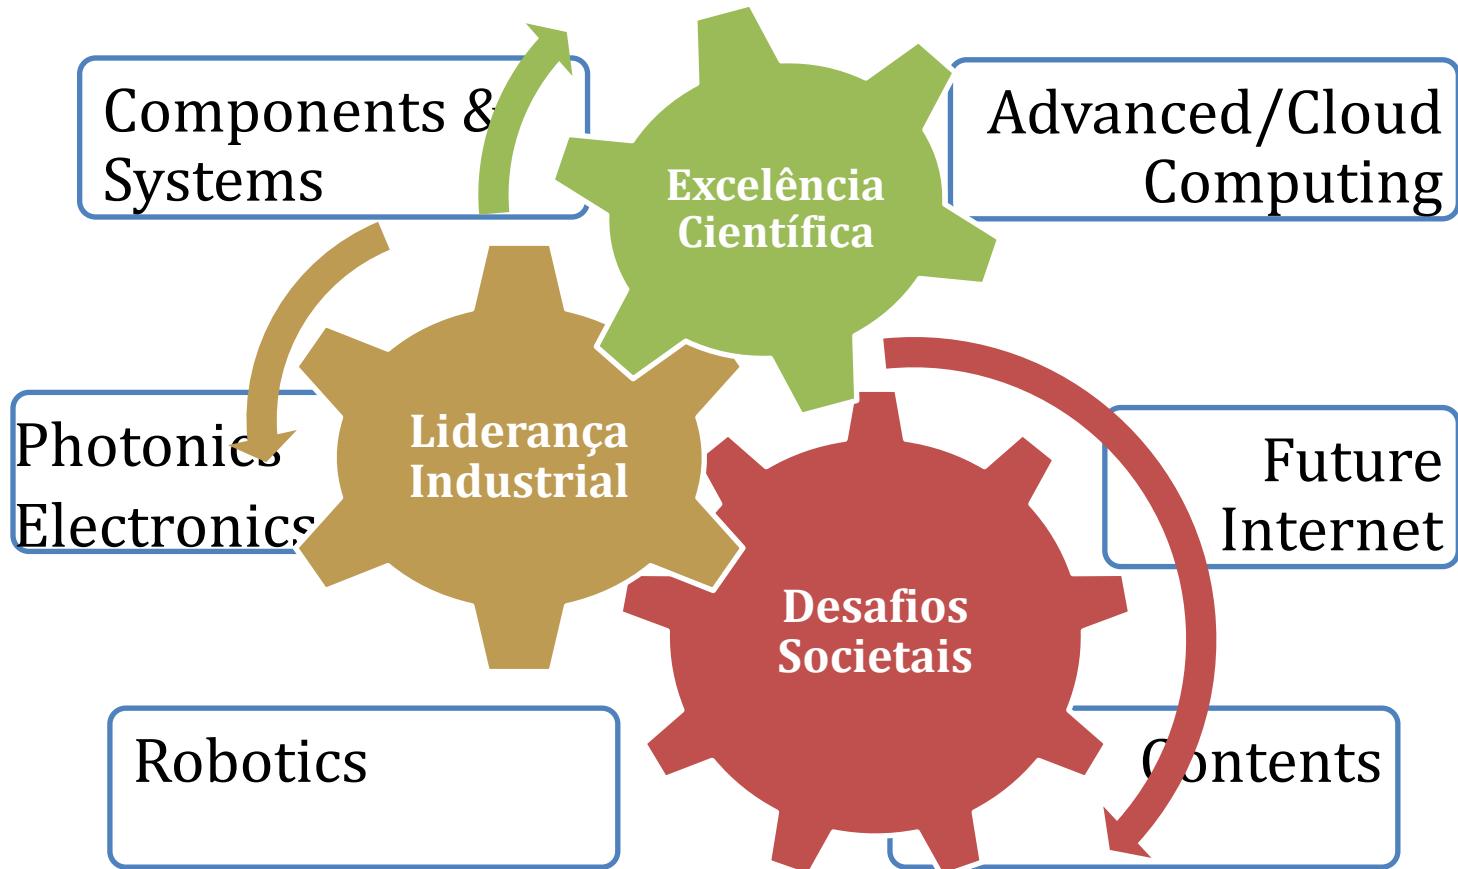 Components &
Systems
Advanced/Cloud
Computing
Excelência
Científica
Photonics
Electronics
Liderança
Industrial
Future
Internet
Desafios
Societais
Robotics
Contents